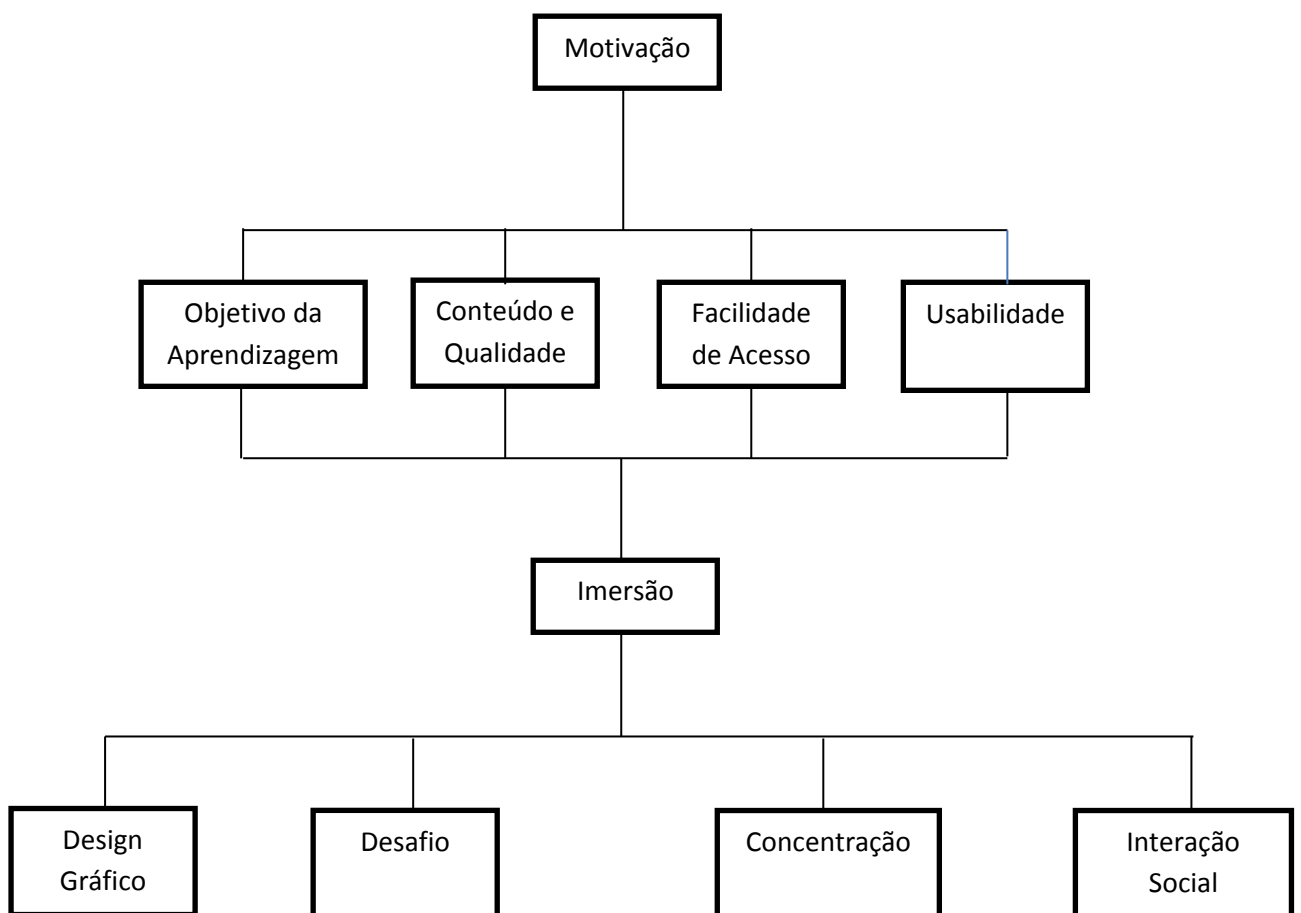 Motivação
Objetivo da
Aprendizagem
Conteúdo e
Qualidade
Facilidade
de Acesso
Usabilidade
Imersão
Design
Gráfico
Desafio
Concentração
Interação
Social